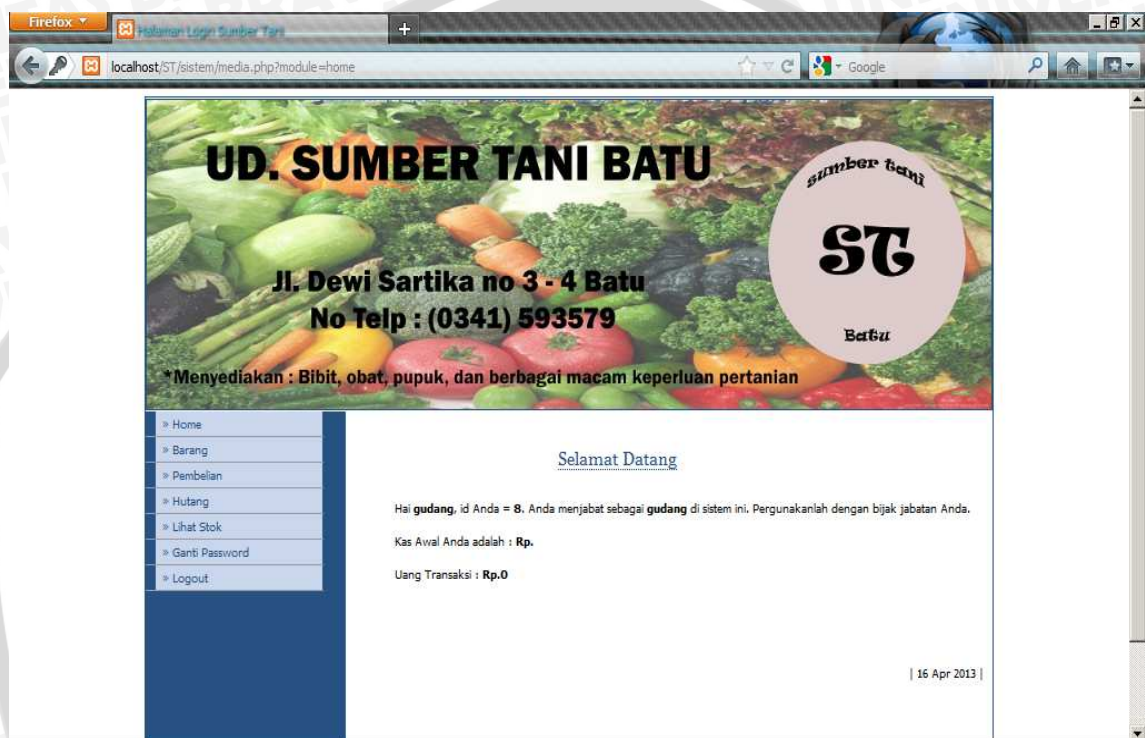 Firefox
Halaman Login Sumber Tani
localhost/ST/sistem/media.php?module=home
Google
UD. SUMBER TANI BATU
Jl. Dewi Sartika no 3 - 4 Batu
No Telp : (0341) 593579
*Menyediakan : Bibit, obat, pupuk, dan berbagai macam keperluan pertanian
sumber tani
ST
Batu
» Home
» Barang
» Pembelian
» Hutang
» Lihat Stok
» Ganti Password
» Logout
Selamat Datang
Hai gudang, id Anda = 8. Anda menjabat sebagai gudang di sistem ini. Pergunakanlah dengan bijak jabatan Anda.
Kas Awal Anda adalah : Rp.
Uang Transaksi : Rp.0
| 16 Apr 2013 |